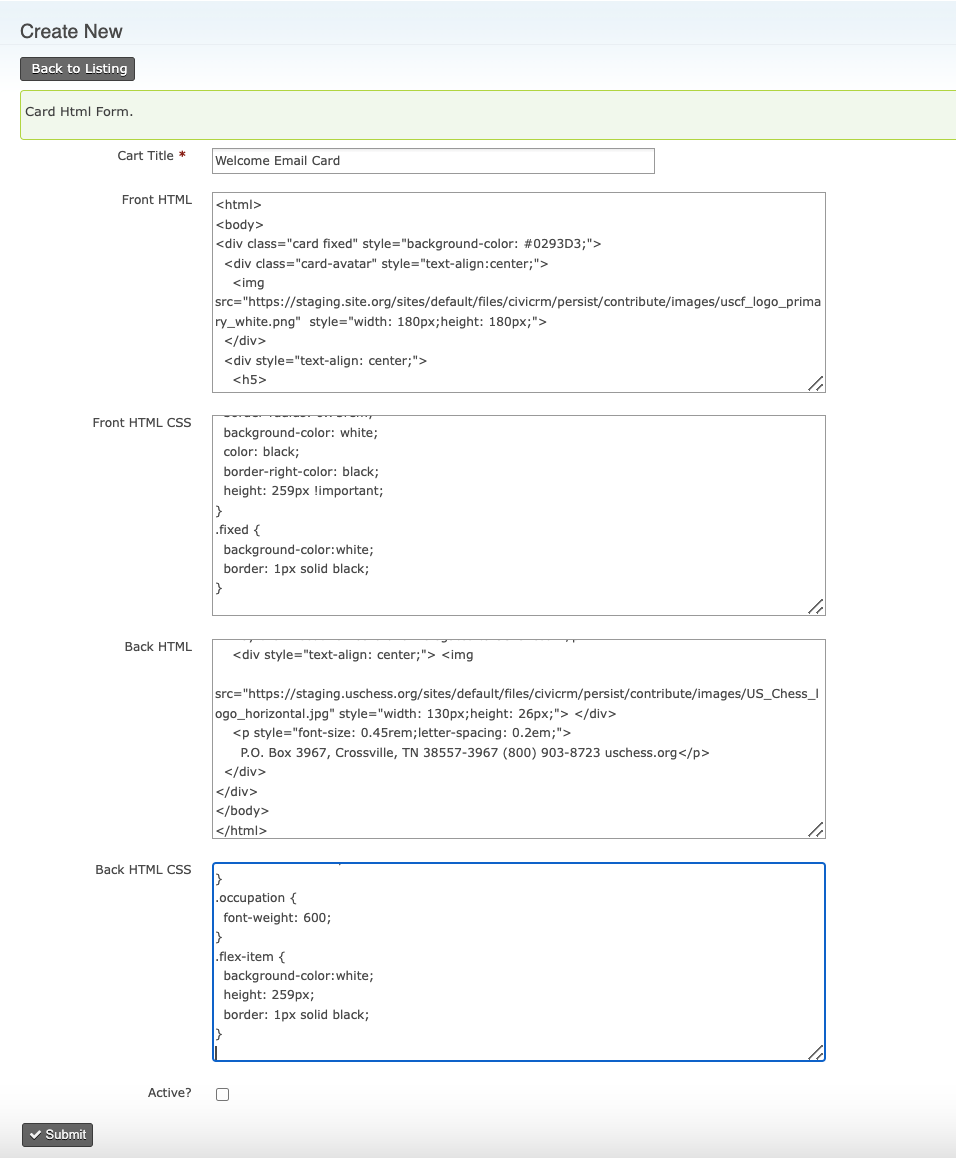 Create New
Back to Listing
Card Html Form.
Cart Title *
Welcome Email Card
Front HTML
<html>
<body>
<div class="card fixed" style="background-color: #0293D3;">
<div class="card-avatar" style="text-align:center;">
<img
src="https://staging.site.org/sites/default/files/civicrm/persist/contribute/images/uscf_logo_prima
ry_white.png"  style="width: 180px;height: 180px;">
</div>
<div style="text-align: center;">
<h5>
Front HTML CSS
background-color: white;
color: black;
border-right-color: black;
height: 259px !important;
}
.fixed {
background-color:white;
border: 1px solid black;
}
Back HTML
<div style="text-align: center;"> <img
src="https://staging.uschess.org/sites/default/files/civicrm/persist/contribute/images/US_Chess_l
ogo_horizontal.jpg" style="width: 130px;height: 26px;"> </div>
<p style="font-size: 0.45rem;letter-spacing: 0.2em;">
P.O. Box 3967, Crossville, TN 38557-3967 (800) 903-8723 uschess.org</p>
</div>
</div>
</body>
</html>
Back HTML CSS
}
.occupation {
font-weight: 600;
}
.flex-item {
background-color:white;
height: 259px;
border: 1px solid black;
}
Active?
Submit